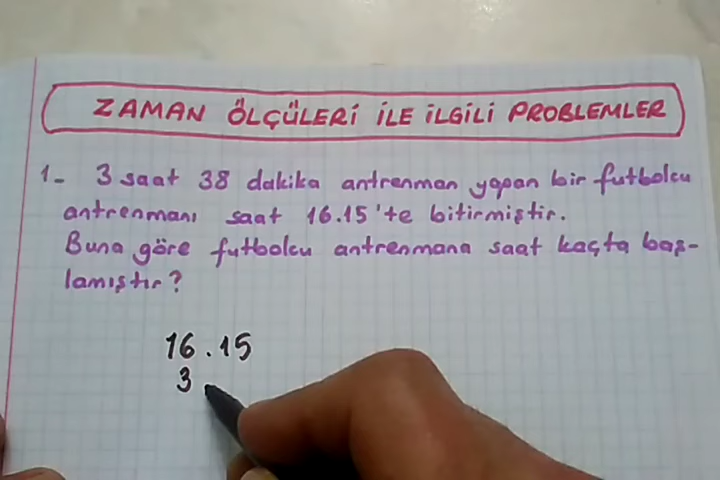 ZAMAN ÖLÇÜLERİ İLE İLGİLİ PROBLEMLER
1- 3 saat 38 dakika antrenman yapan bir futbolcu
antrenmanı saat 16.15'te bitirmiştir.
Buna göre futbolcu antrenmana saat kaçta baş-
lamıştır?
16.15
3